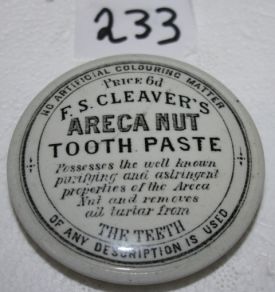 233
NO ARTIFICIAL COLOURING MATTER
PRICE 6d
F. S. CLEAVER'S
ARECA NUT
TOOTH PASTE
Possesses the well known
purifying and astringent
properties of the Areca
Nut and removes
all tartar from
THE TEETH
OF ANY DESCRIPTION IS USED